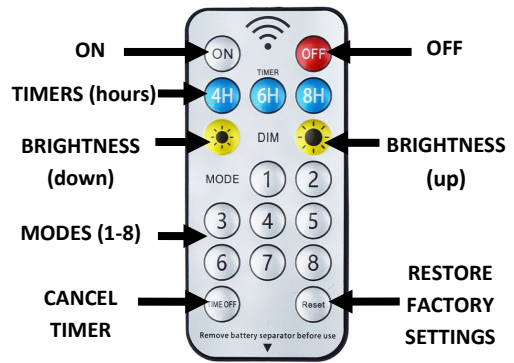 ON
ON
OFF
OFF
TIMER
TIMERS (hours)
4H
6H
8H
BRIGHTNESS
(down)
DIM
BRIGHTNESS
(up)
MODE
1
2
MODES (1-8)
3
4
5
6
7
8
CANCEL
TIMER
TIME OFF
Reset
RESTORE
FACTORY
SETTINGS
Remove battery separator before use